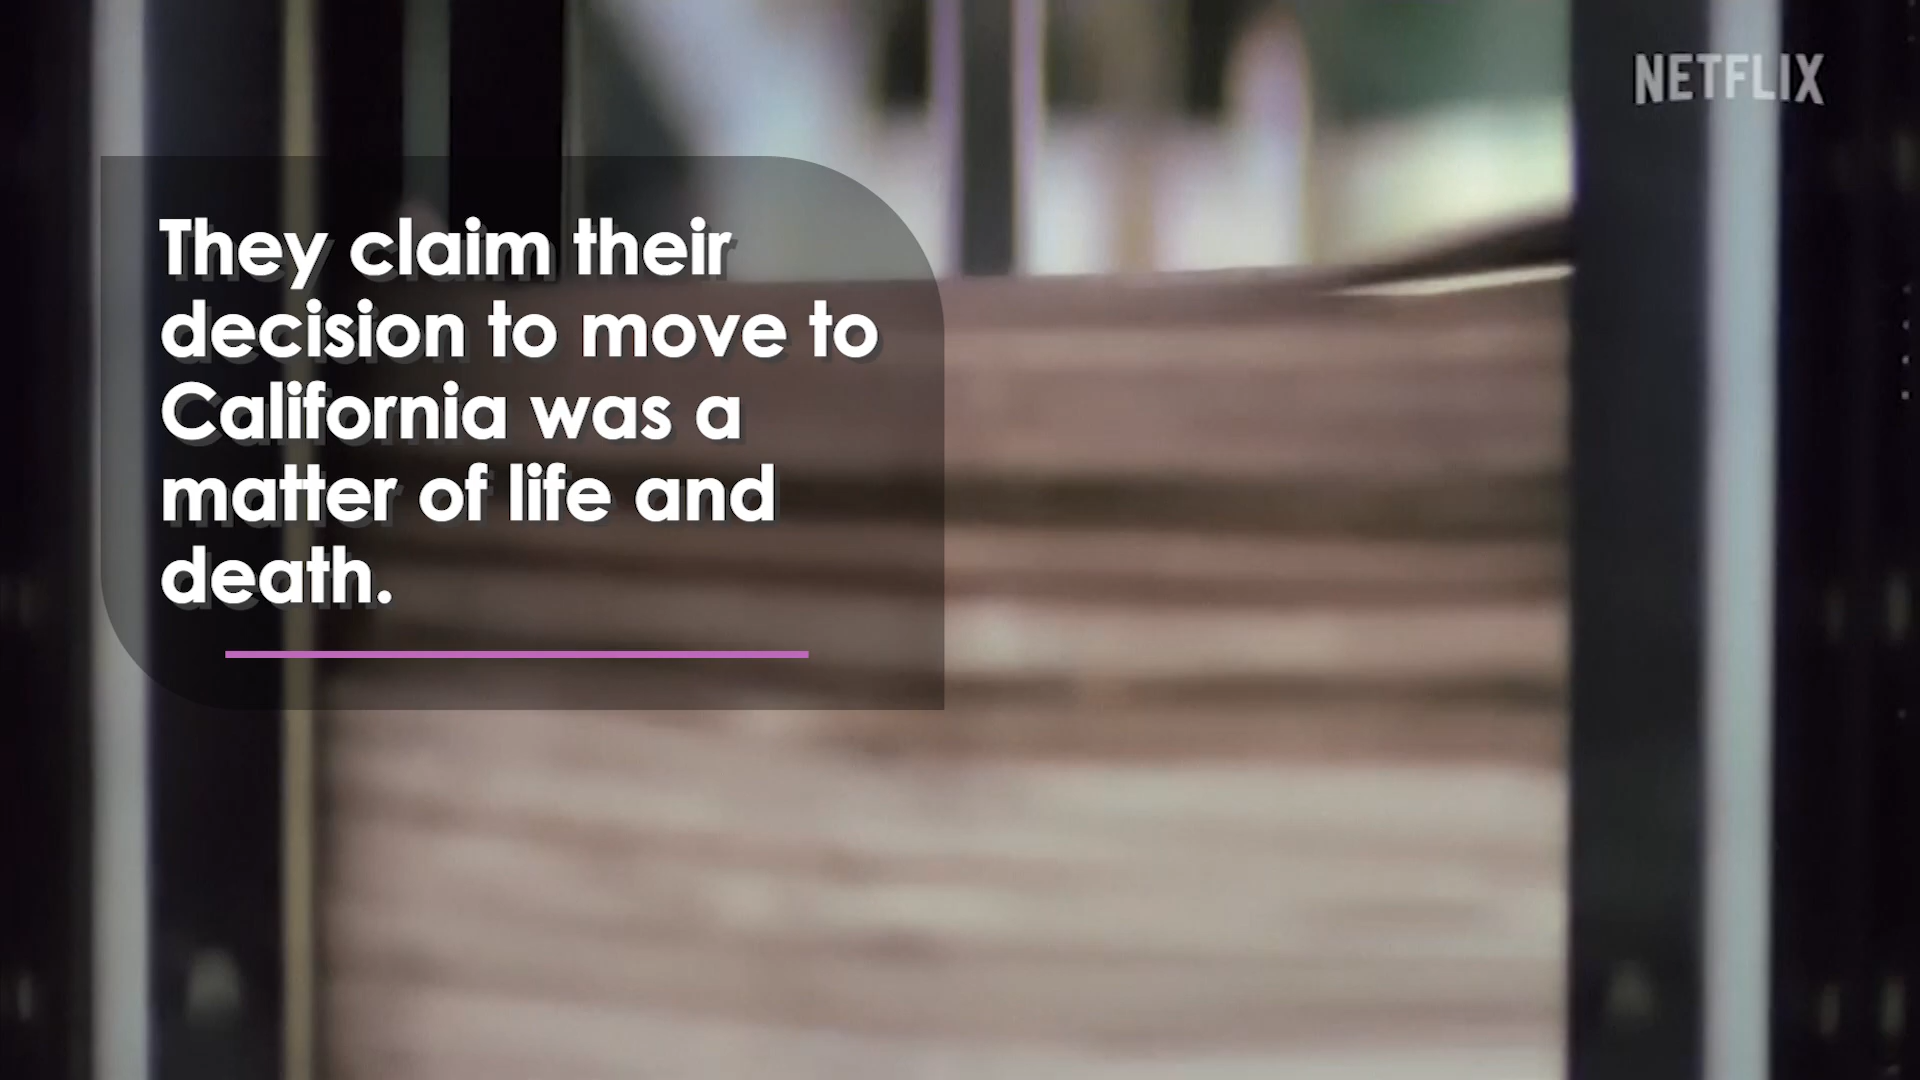 NETFLIX
They claim their
decision to move to
California was a
matter of life and
death.